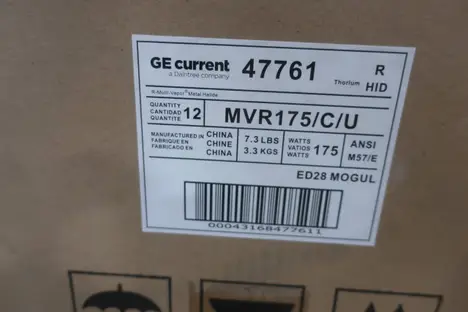 GE current 47761 Thorium R
a Daintree company HID
R-Multi-Vapor® Metal Halide
QUANTITY
CANTIDAD 12 MVR175/C/U
QUANTITE
MANUFACTURED IN CHINA 7.3 LBS WATTS ANSI
FABRIQUE EN CHINE 3.3 KGS VATIOS 175 M57/E
FABRICADO EN CHINA WATTS
ED28 MOGUL
00043168477611